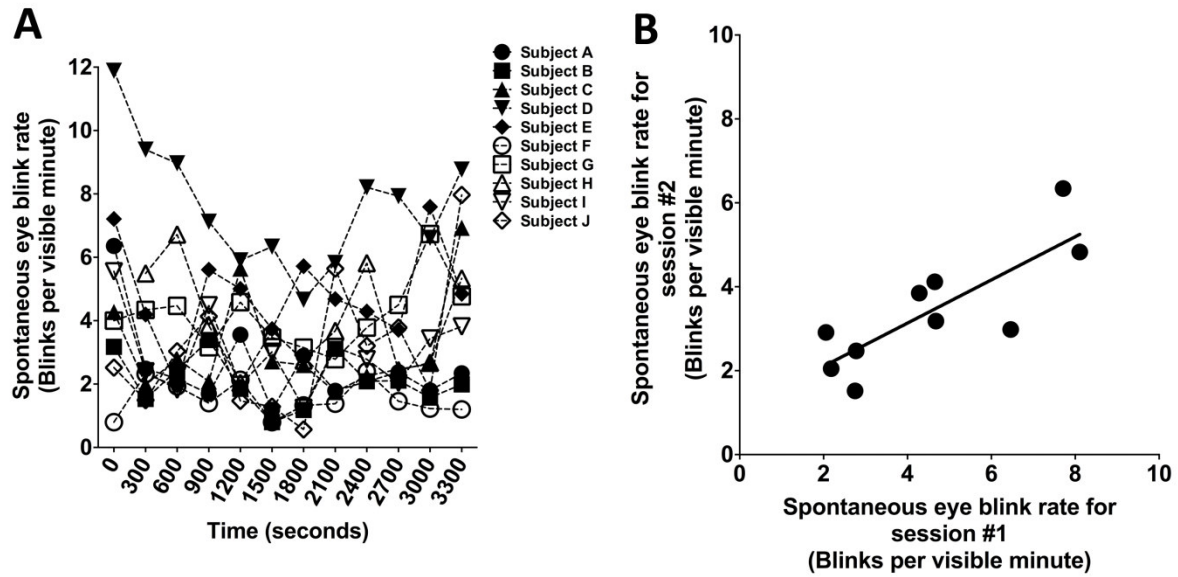 A
Spontaneous eye blink rate
(Blinks per visible minute)
12
10
8
6
4
2
0
0
300
600
900
1200
1500
1800
2100
2400
2700
3000
3300
Time (seconds)
Subject A
Subject B
Subject C
Subject D
Subject E
Subject F
Subject G
Subject H
Subject I
Subject J
B
Spontaneous eye blink rate for
session #2
(Blinks per visible minute)
10
8
6
4
2
0
0
2
4
6
8
10
Spontaneous eye blink rate for
session #1
(Blinks per visible minute)